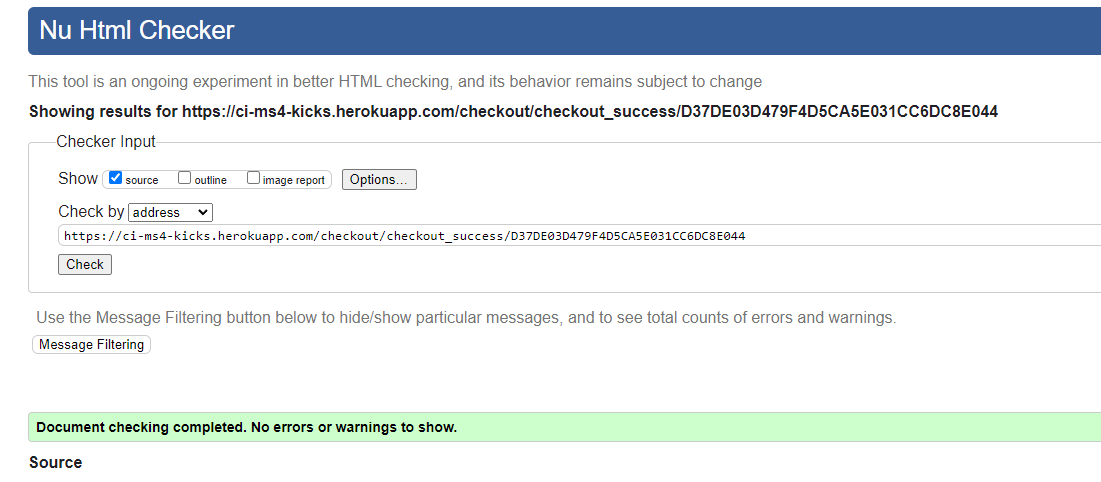 Nu Html Checker
This tool is an ongoing experiment in better HTML checking, and its behavior remains subject to change
Showing results for https://ci-ms4-kicks.herokuapp.com/checkout/checkout_success/D37DE03D479F4D5CA5E031CC6DC8E044
Checker Input
Show source outline image report Options...
Check by address
https://ci-ms4-kicks.herokuapp.com/checkout/checkout_success/D37DE03D479F4D5CA5E031CC6DC8E044
Check
Use the Message Filtering button below to hide/show particular messages, and to see total counts of errors and warnings.
Message Filtering
Document checking completed. No errors or warnings to show.
Source